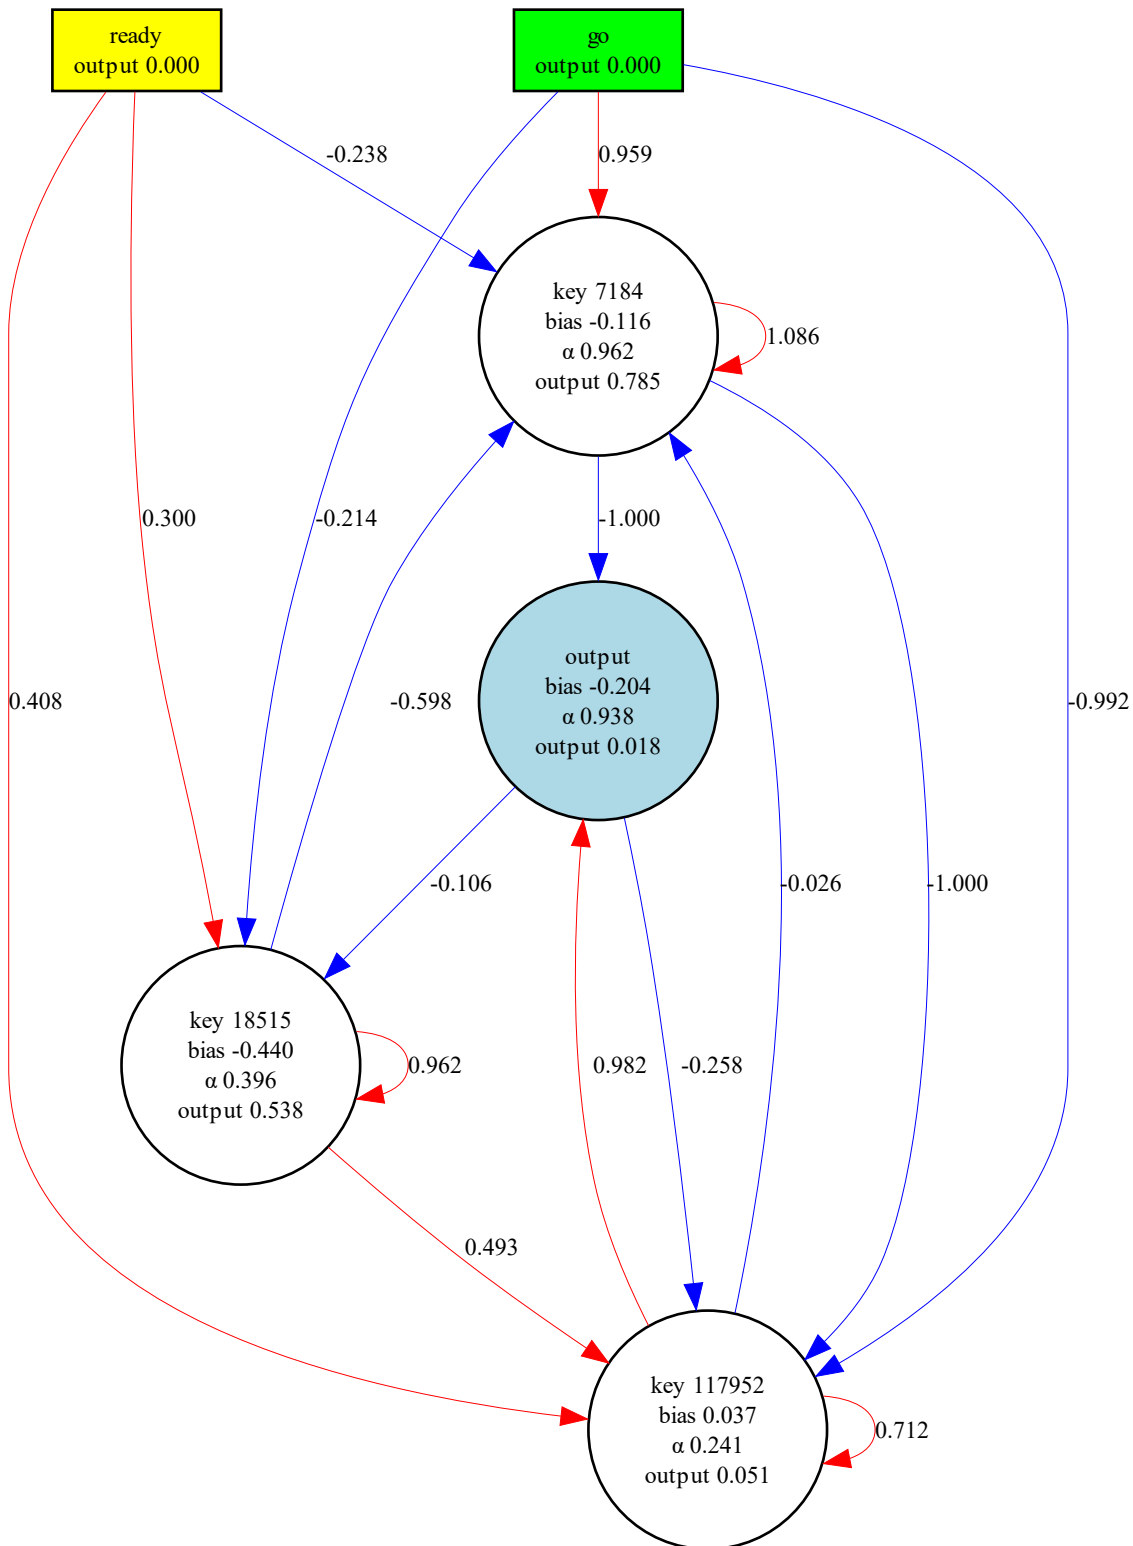 ready
output 0.000
go
output 0.000
-0.238
0.959
key 7184
bias -0.116
α 0.962
output 0.785
1.086
0.300
-0.214
-1.000
output
bias -0.204
α 0.938
output 0.018
0.408
-0.598
-0.992
-0.106
-0.026
-1.000
key 18515
bias -0.440
α 0.396
output 0.538
0.962
0.982
-0.258
0.493
key 117952
bias 0.037
α 0.241
output 0.051
0.712